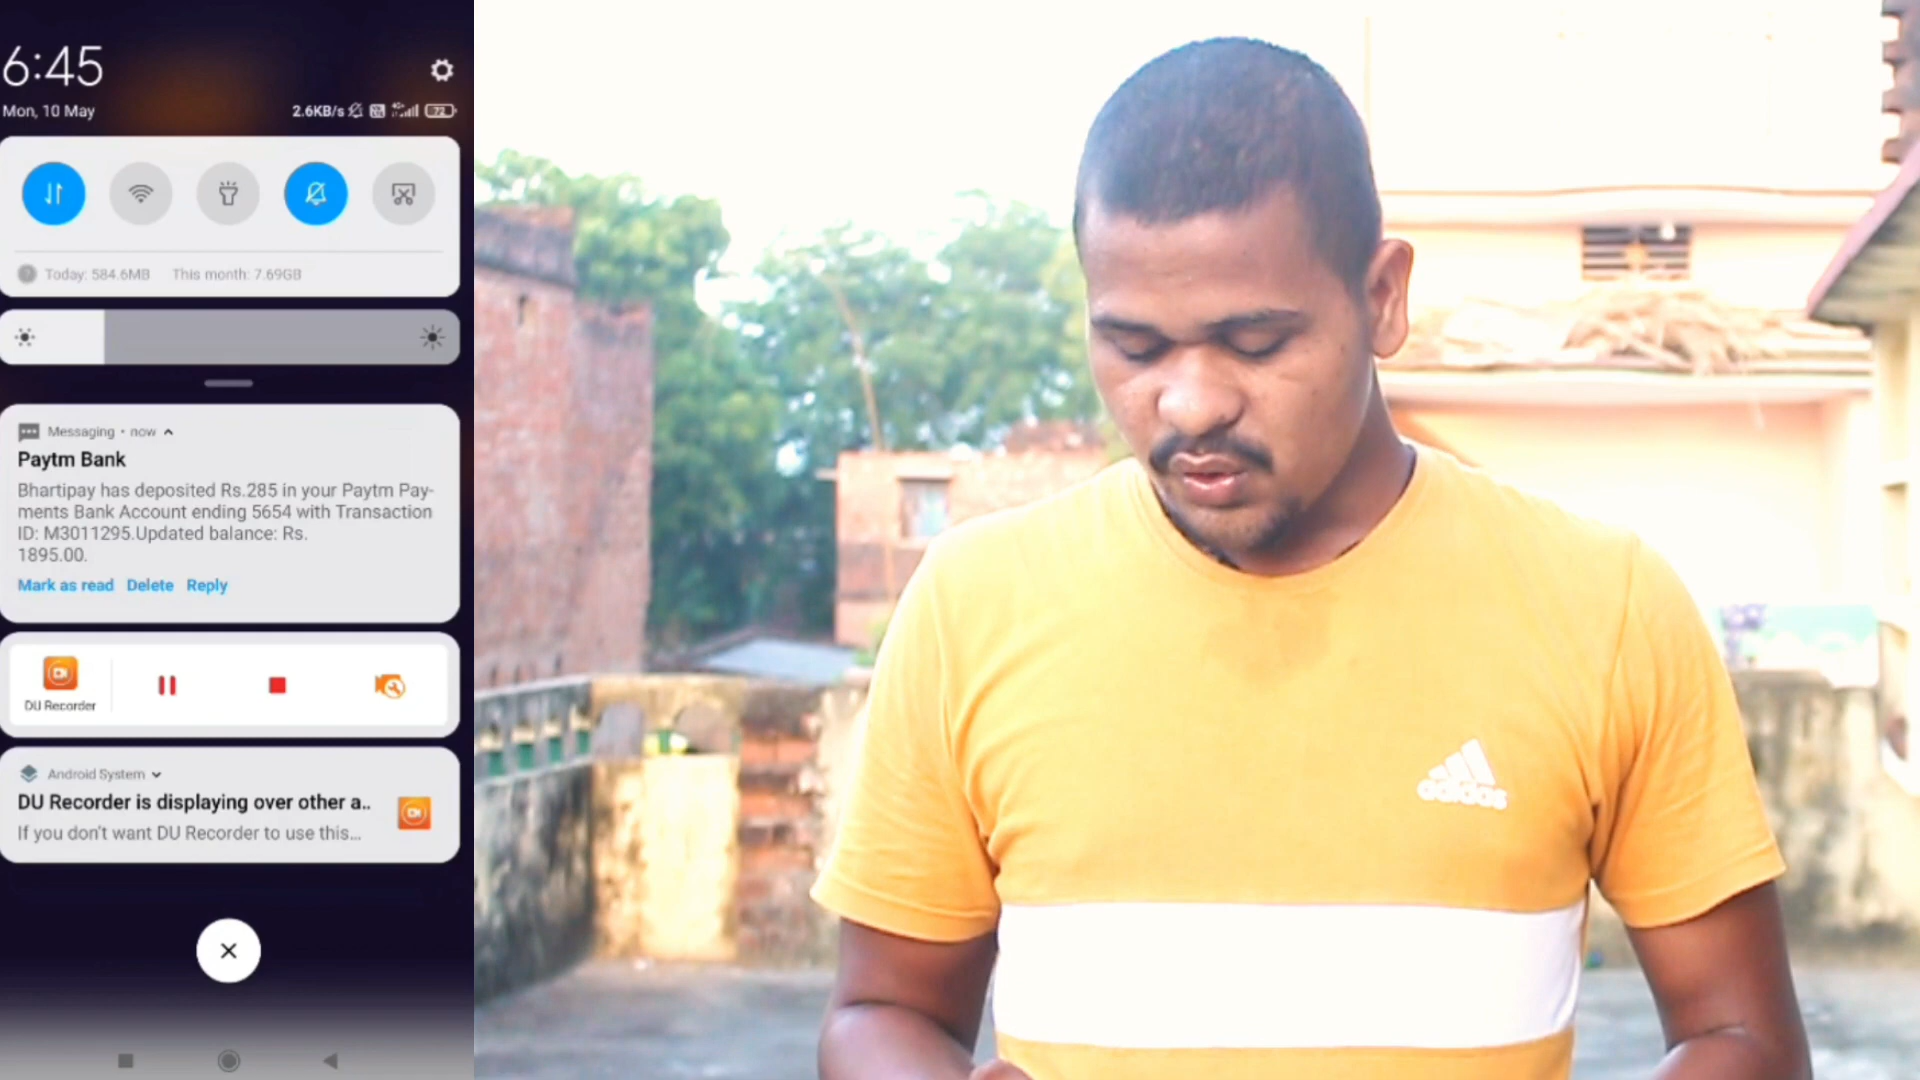 6:45
Mon, 10 May
2.6KB/s
72
Today: 584.6MB This month: 7.69GB
Messaging • now
Paytm Bank
Bhartipay has deposited Rs.285 in your Paytm Pay-
ments Bank Account ending 5654 with Transaction
ID: M3011295.Updated balance: Rs.
1895.00.
Mark as read Delete Reply
DU Recorder
Android System
DU Recorder is displaying over other a..
If you don't want DU Recorder to use this...
adidas